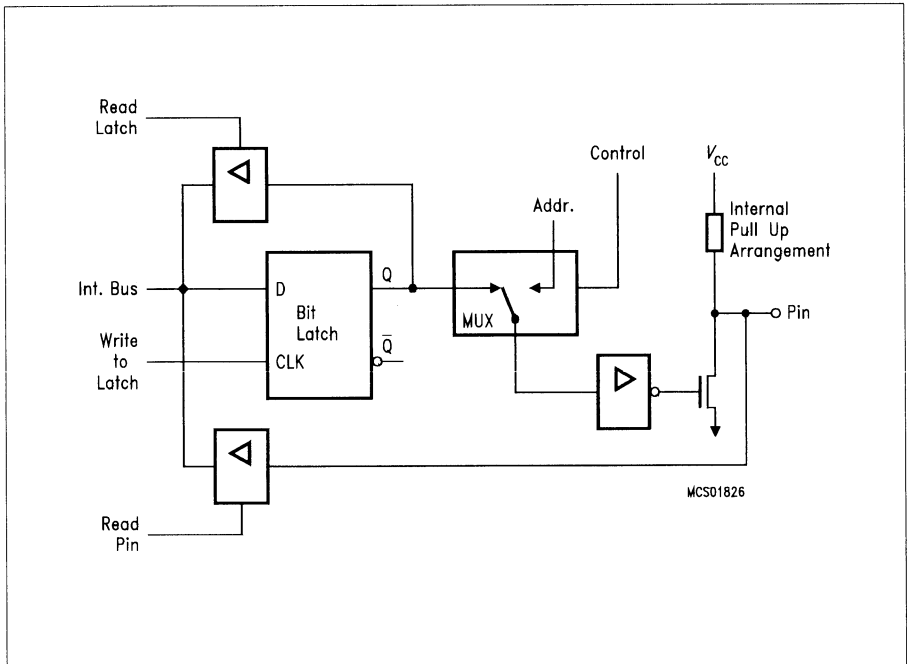 Read
Latch
Int. Bus
Write
to
Latch
Read
Pin
D
Bit
Latch
CLK
Q
Q̅
MUX
Addr.
Control
VCC
Internal
Pull Up
Arrangement
Pin
MCS01826